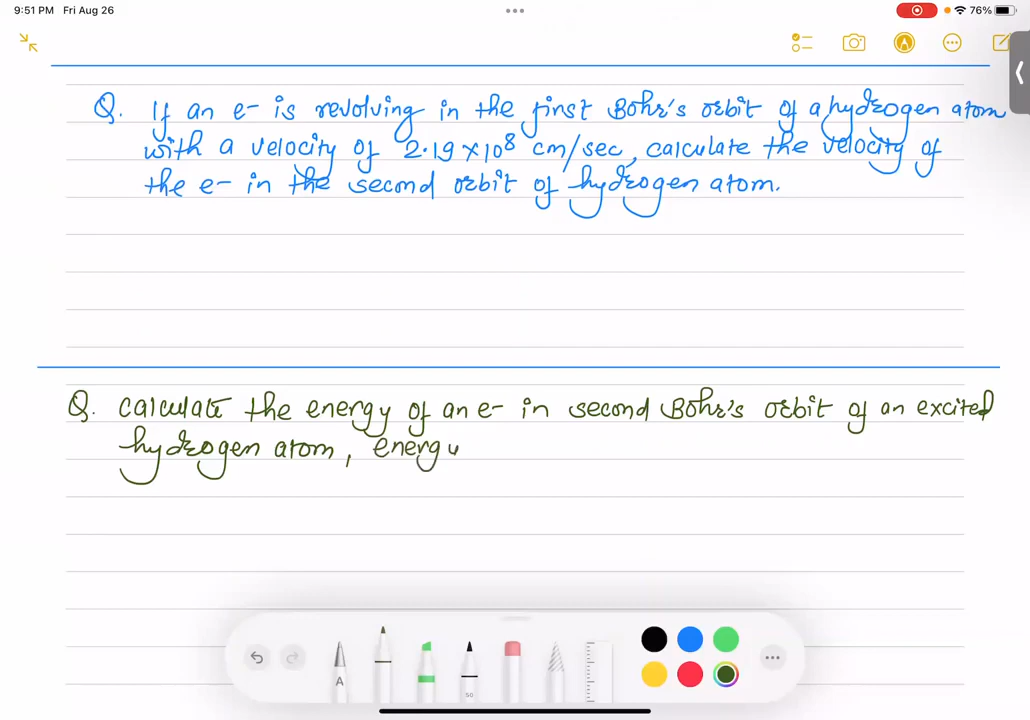 9:51 PM Fri Aug 26
76%
Q. If an e- is revolving in the first Bohr's orbit of a hydrogen atom
with a velocity of 2.19 × 10⁸ cm/sec, calculate the velocity of
the e- in the second orbit of hydrogen atom.
Q. calculate the energy of an e- in second Bohr's orbit of an excited
hydrogen atom, energy
A
50